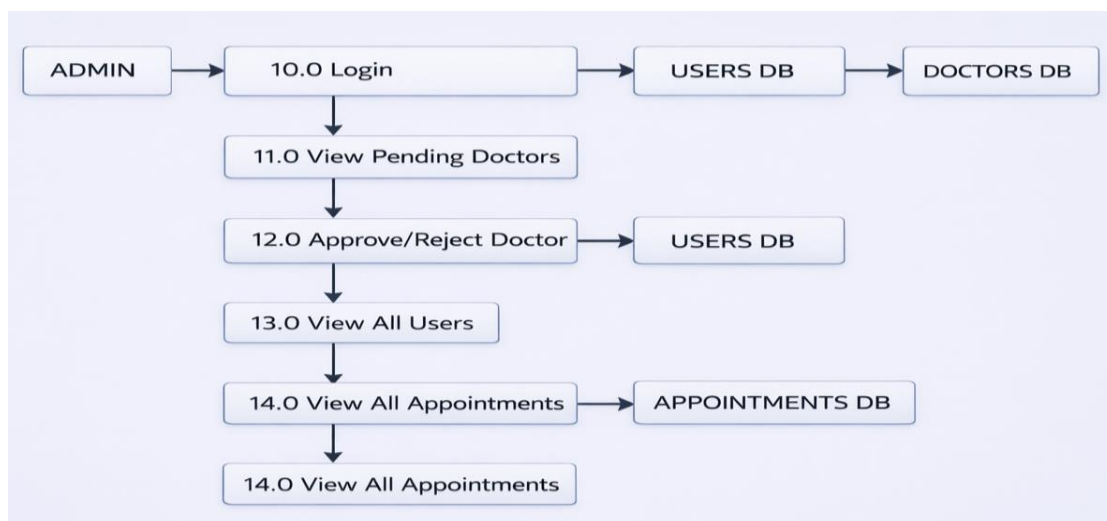 ADMIN
10.0 Login
USERS DB
DOCTORS DB
11.0 View Pending Doctors
12.0 Approve/Reject Doctor
USERS DB
13.0 View All Users
14.0 View All Appointments
APPOINTMENTS DB
14.0 View All Appointments